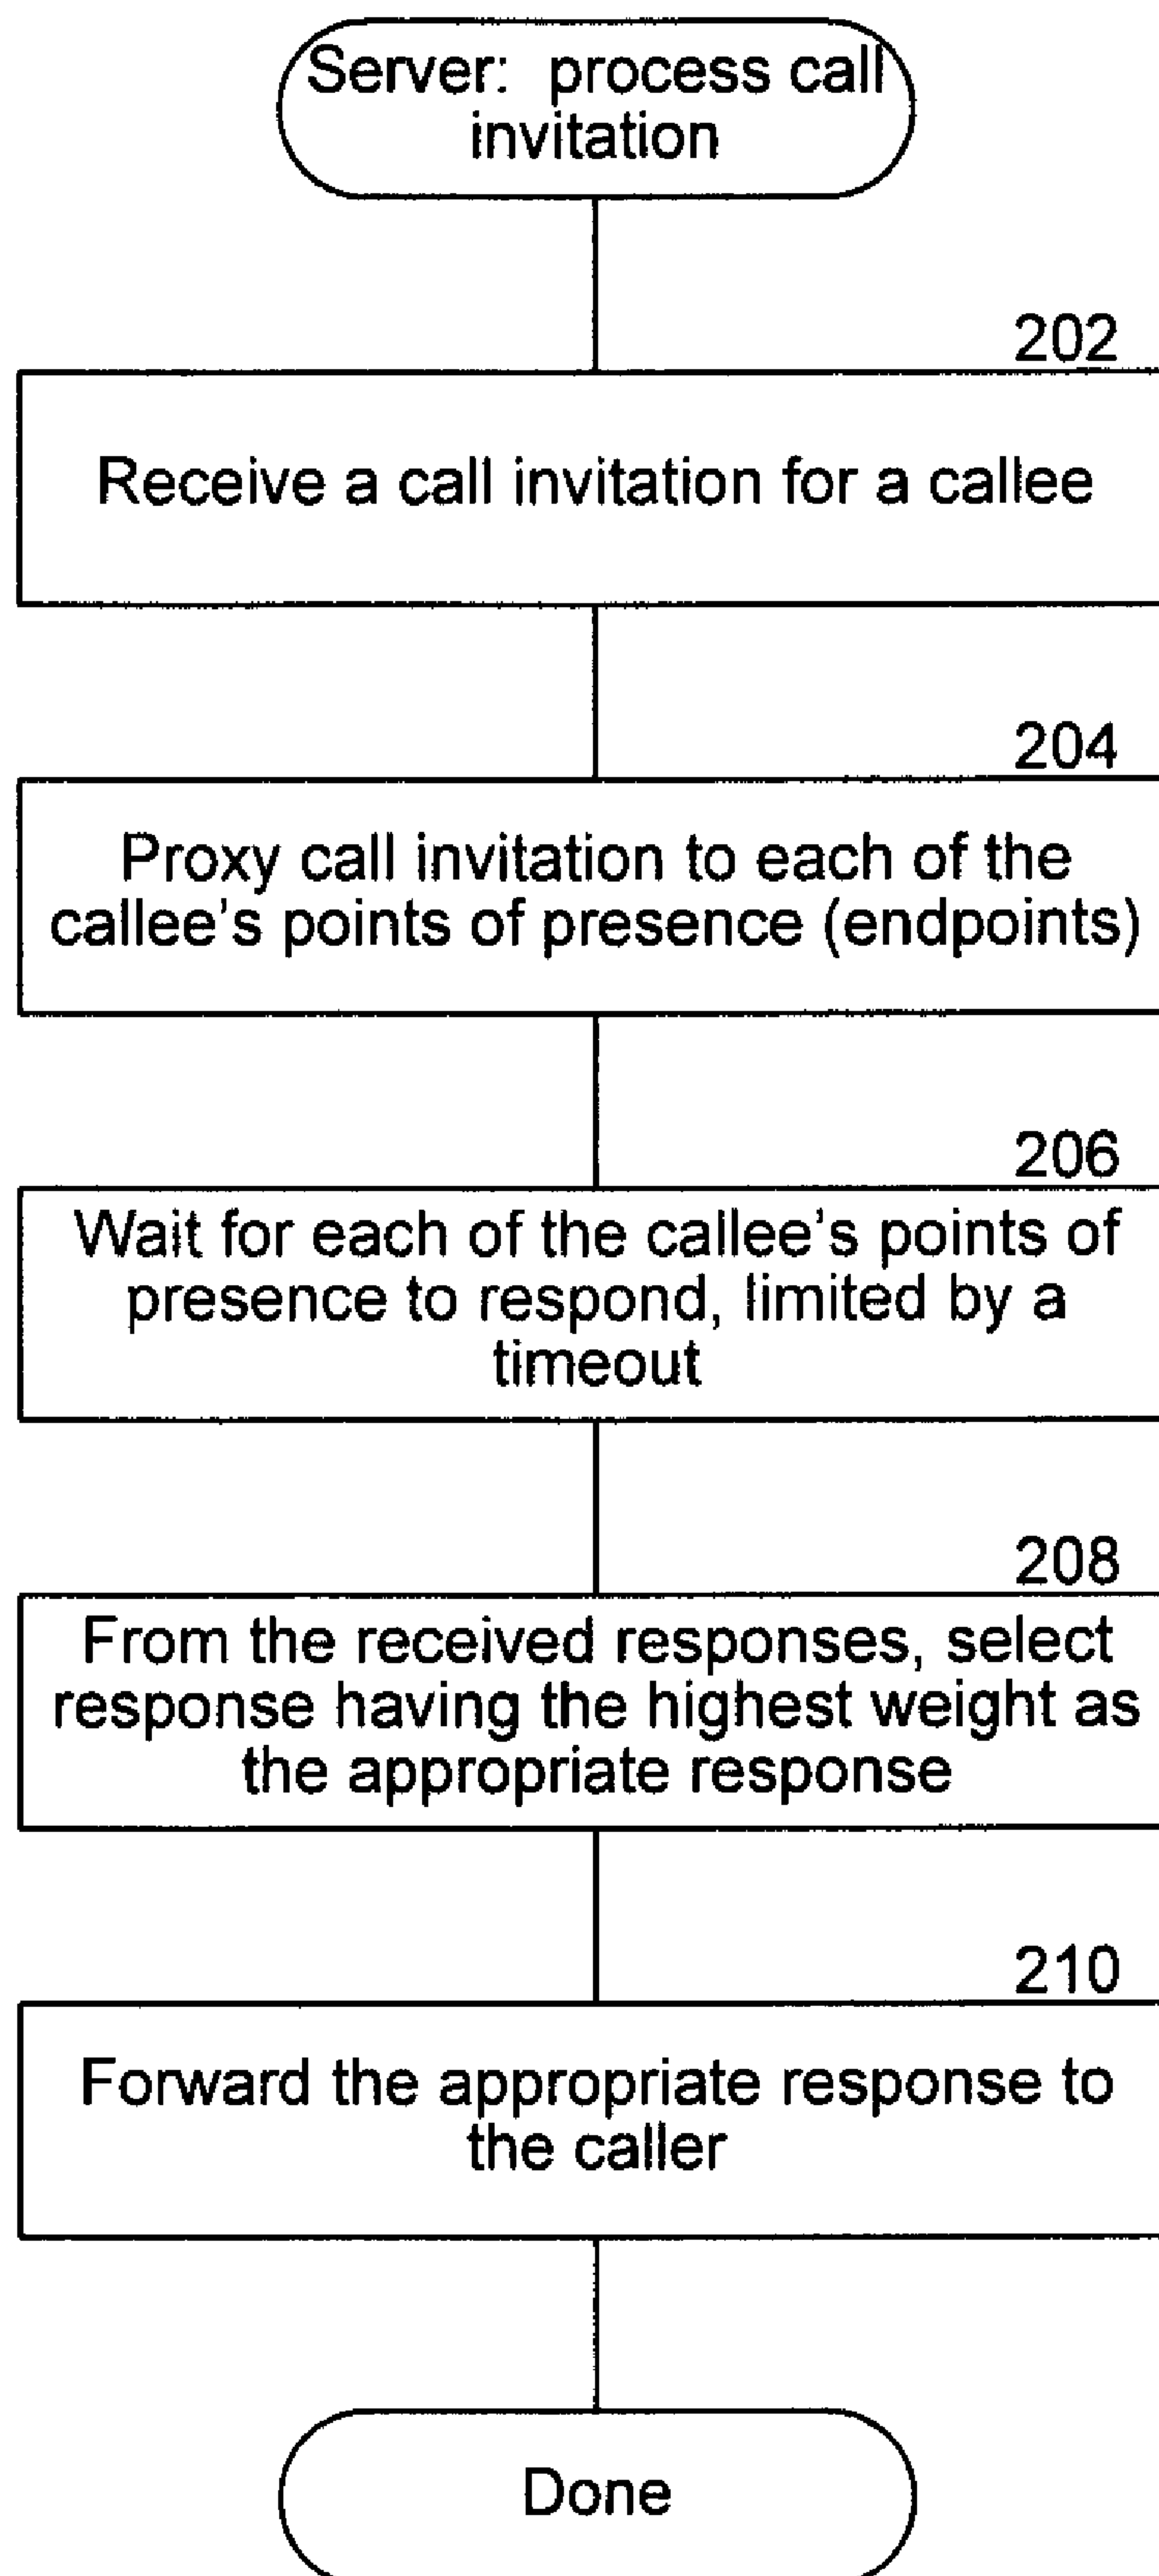 Server: process call
invitation
202
Receive a call invitation for a callee
204
Proxy call invitation to each of the
callee's points of presence (endpoints)
206
Wait for each of the callee's points of
presence to respond, limited by a
timeout
208
From the received responses, select
response having the highest weight as
the appropriate response
210
Forward the appropriate response to
the caller
Done